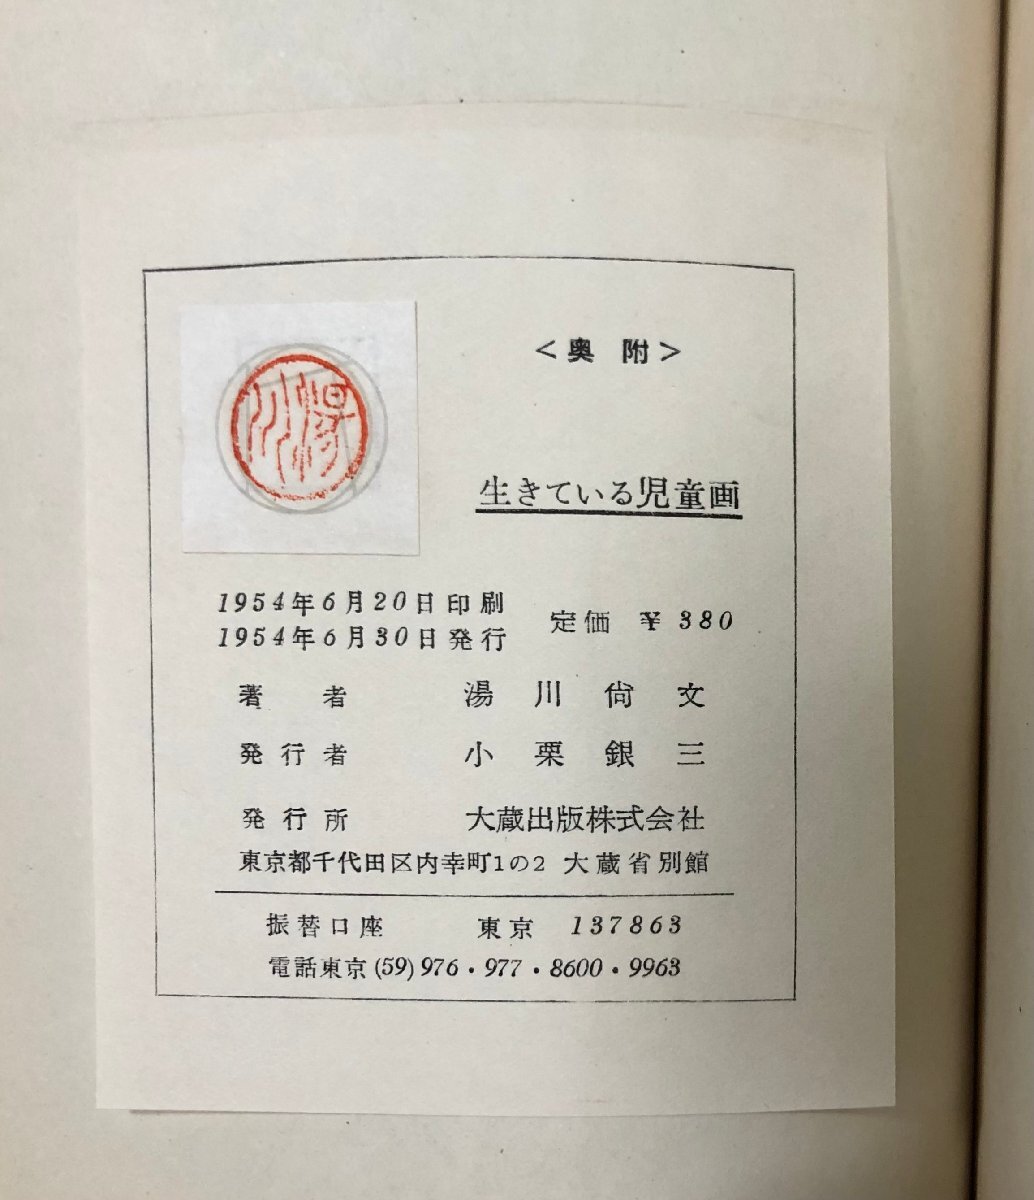 湯川
<奥附>
生きている児童画
1954年6月20日印刷
1954年6月30日発行
定価 ¥380
著者 湯川尙文
発行者 小栗銀三
発行所 大蔵出版株式会社
東京都千代田区内幸町1の2 大蔵省別館
振替口座 東京 137863
電話東京(59)976・977・8600・9963